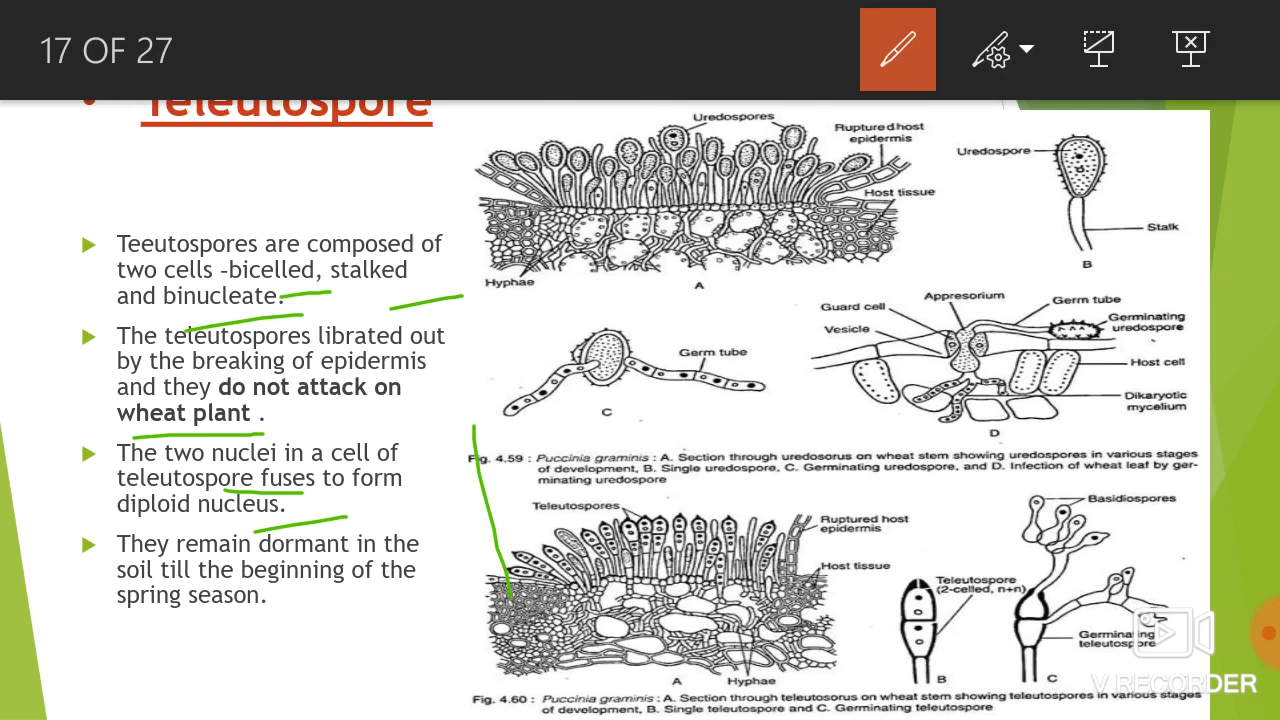 17 OF 27
Teleutospore
Teeutospores are composed of
two cells -bicelled, stalked
and binucleate.
The teleutospores librated out
by the breaking of epidermis
and they do not attack on
wheat plant .
The two nuclei in a cell of
teleutospore fuses to form
diploid nucleus.
They remain dormant in the
soil till the beginning of the
spring season.
Uredospores
Ruptured host
epidermis
Host tissue
Hyphae
A
Uredospore
Stalk
B
Germ tube
C
Guard cell
Appresorium
Germ tube
Vesicle
Germinating
uredospore
Host cell
Dikaryotic
mycelium
D
Fig. 4.59 : Puccinia graminis : A. Section through uredosorus on wheat stem showing uredospores in various stages
of development, B. Single uredospore, C. Germinating uredospore, and D. Infection of wheat leaf by ger-
minating uredospore
Teleutospores
Ruptured host
epidermis
Host tissue
Hyphae
A
Teleutospore
(2-celled, n+n)
B
Basidiospores
Germinating
teleutospore
C
Fig. 4.60 : Puccinia graminis : A. Section through teleutosorus on wheat stem showing teleutospores in various stages
of development, B. Single teleutospore and C. Germinating teleutospore
V RECORDER